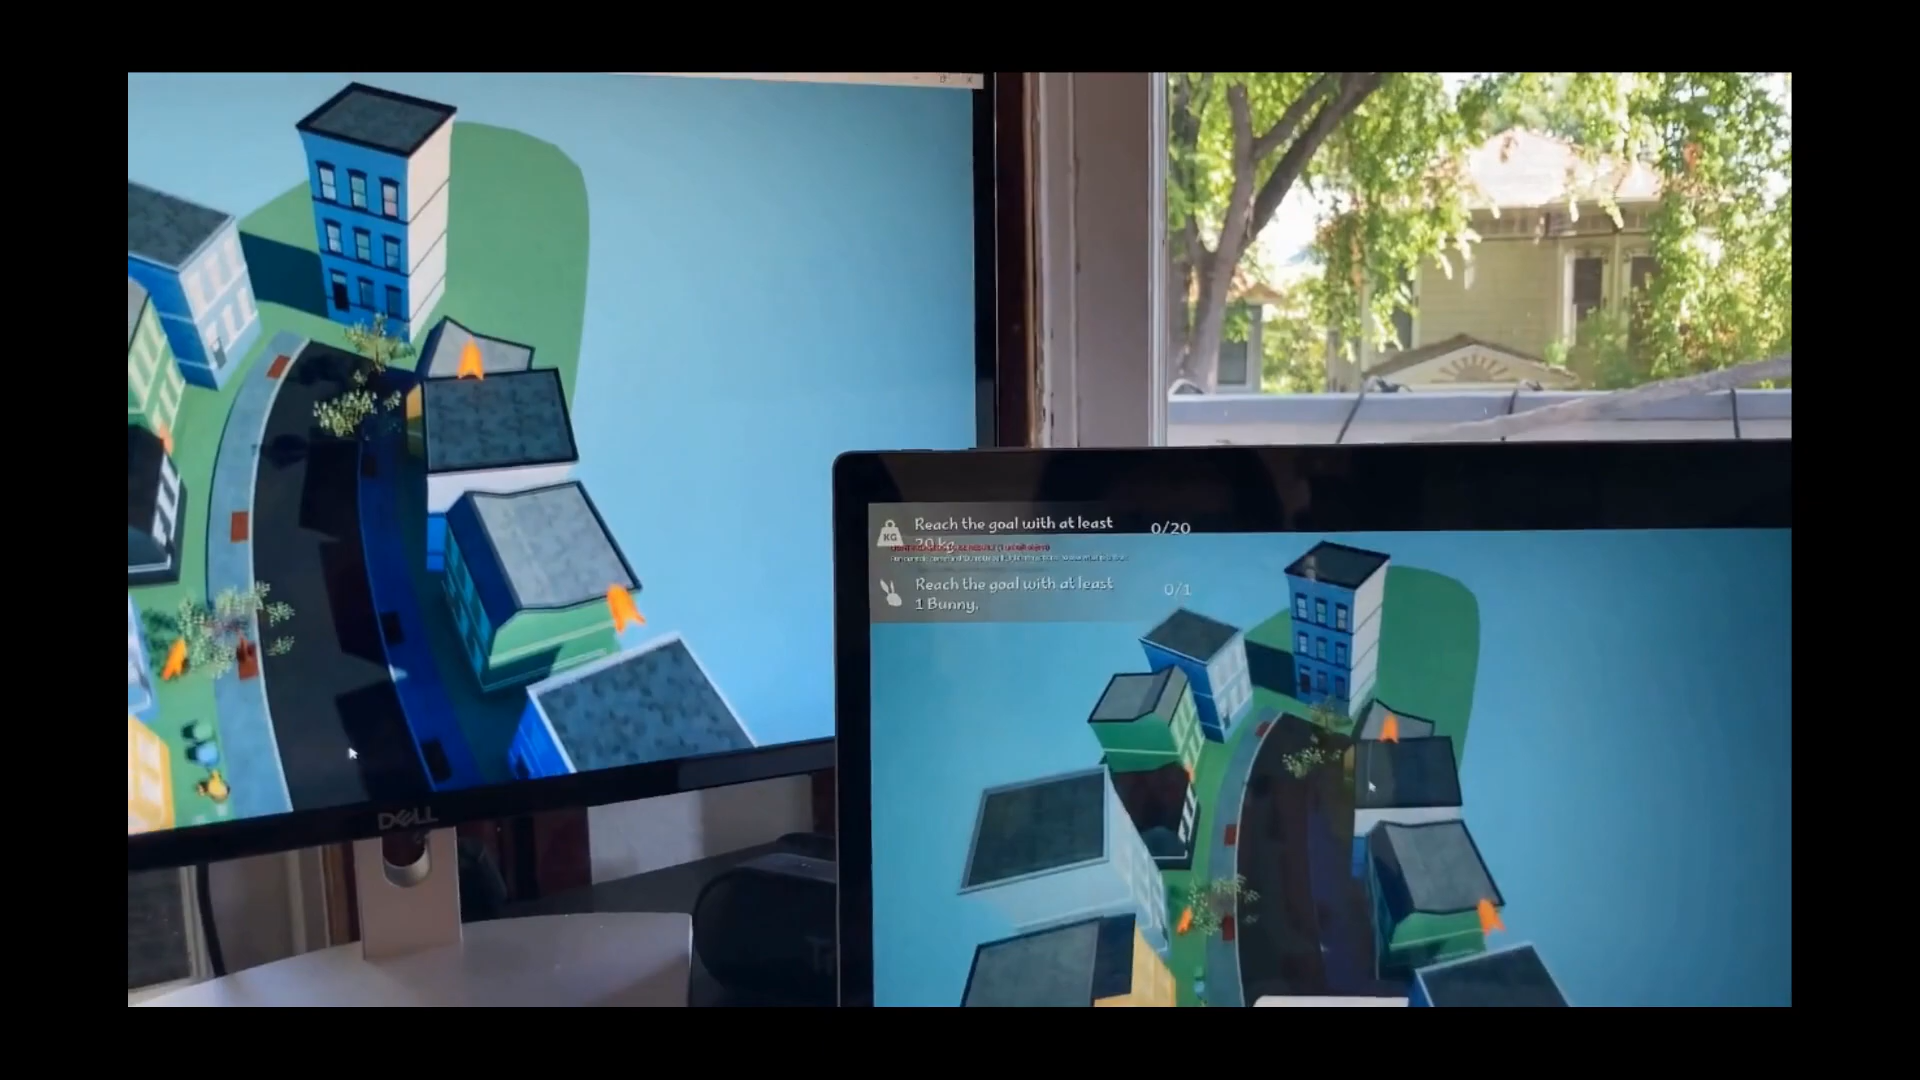 Reach the goal with at least
20 kg.
0/20
KG
Reach the goal with at least
1 Bunny.
0/1
DELL